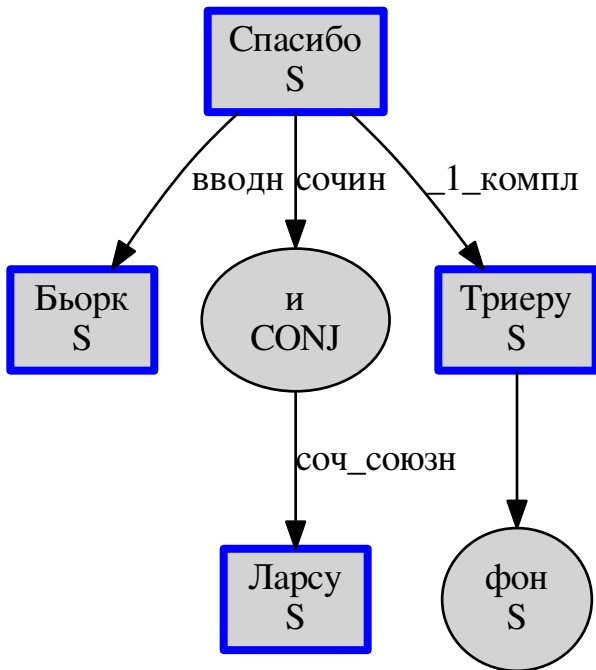 Спасибо
S
вводн
сочин
_1_компл
Бьорк
S
и
CONJ
Триеру
S
соч_союзн
Ларсу
S
фон
S